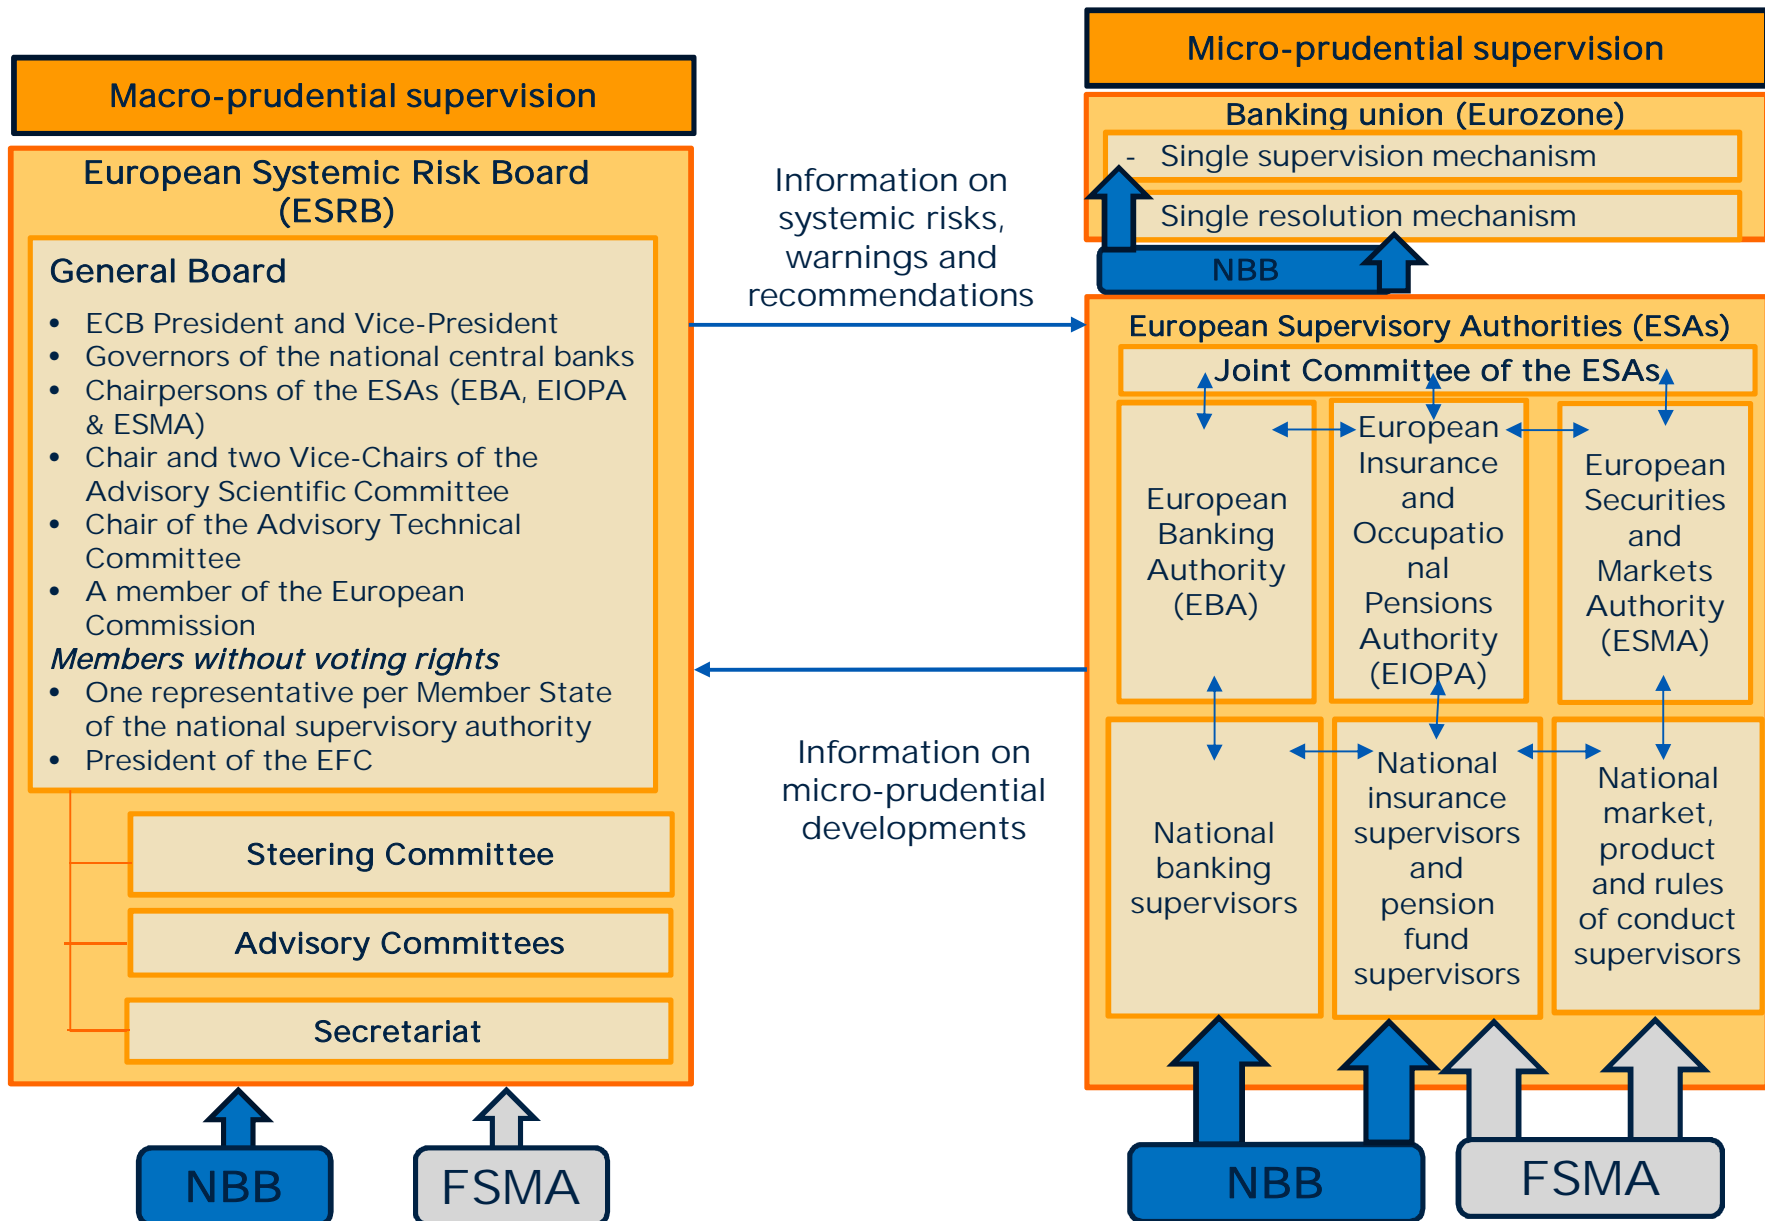 Macro-prudential supervision
European Systemic Risk Board
(ESRB)
General Board
• ECB President and Vice-President
• Governors of the national central banks
• Chairpersons of the ESAs (EBA, EIOPA
& ESMA)
• Chair and two Vice-Chairs of the
Advisory Scientific Committee
• Chair of the Advisory Technical
Committee
• A member of the European
Commission
Members without voting rights
• One representative per Member State
of the national supervisory authority
• President of the EFC
Steering Committee
Advisory Committees
Secretariat
NBB
FSMA
Information on
systemic risks,
warnings and
recommendations
Information on
micro-prudential
developments
Micro-prudential supervision
Banking union (Eurozone)
- Single supervision mechanism
Single resolution mechanism
NBB
European Supervisory Authorities (ESAs)
Joint Committee of the ESAs
European
Banking
Authority
(EBA)
European
Insurance
and
Occupatio
nal
Pensions
Authority
(EIOPA)
European
Securities
and
Markets
Authority
(ESMA)
National
banking
supervisors
National
insurance
supervisors
and
pension
fund
supervisors
National
market,
product
and rules
of conduct
supervisors
NBB
FSMA